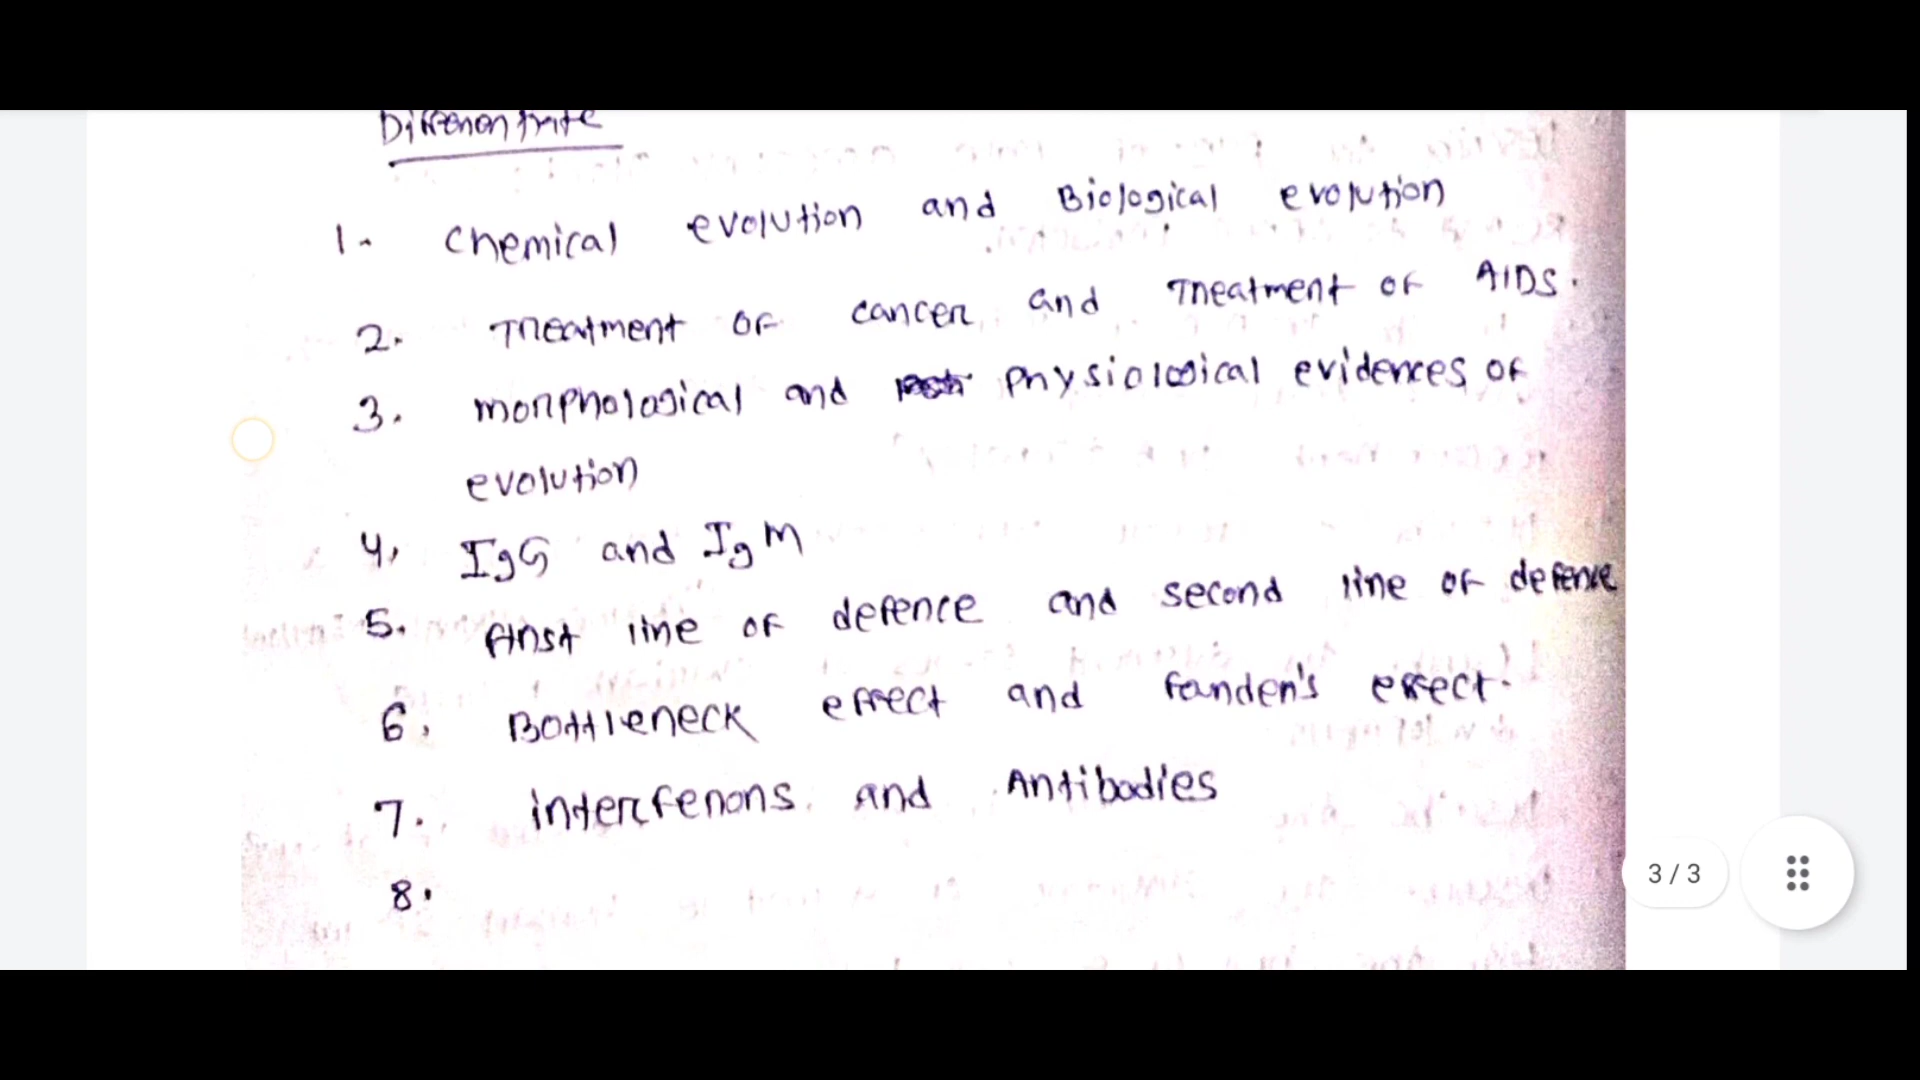 Differentiate
1. Chemical evolution and Biological evolution
2. Treatment of cancer and Treatment of AIDS.
3. Morphological and physiological evidences of
evolution
4. IgG and IgM
5. First line of defence and second line of defence
6. Bottleneck effect and founder's effect.
7. interferons and Antibodies
3 / 3
8.